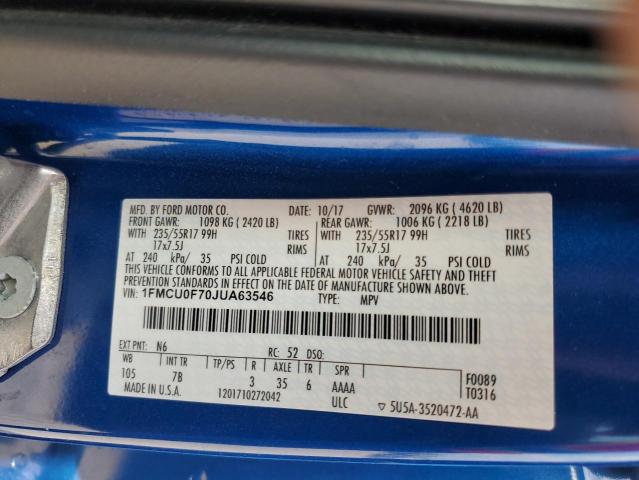 MFD. BY FORD MOTOR CO. DATE: 10/17 GVWR: 2096 KG ( 4620 LB)
FRONT GAWR: 1098 KG ( 2420 LB) REAR GAWR: 1006 KG ( 2218 LB)
WITH 235/55R17 99H TIRES WITH 235/55R17 99H TIRES
17x7.5J RIMS 17x7.5J RIMS
AT 240 kPa/ 35 PSI COLD AT 240 kPa/ 35 PSI COLD
THIS VEHICLE CONFORMS TO ALL APPLICABLE FEDERAL MOTOR VEHICLE SAFETY AND THEFT
PREVENTION STANDARDS IN EFFECT ON THE DATE OF MANUFACTURE SHOWN ABOVE.
VIN: 1FMCU0F70JUA63546 TYPE: MPV
EXT PNT: N6 RC: 52 DSO:
WB INT TR TP/PS R AXLE TR SPR F0089
105 7B 3 35 6 AAAA T0316
MADE IN U.S.A. 1201710272042 ULC 5U5A-3520472-AA